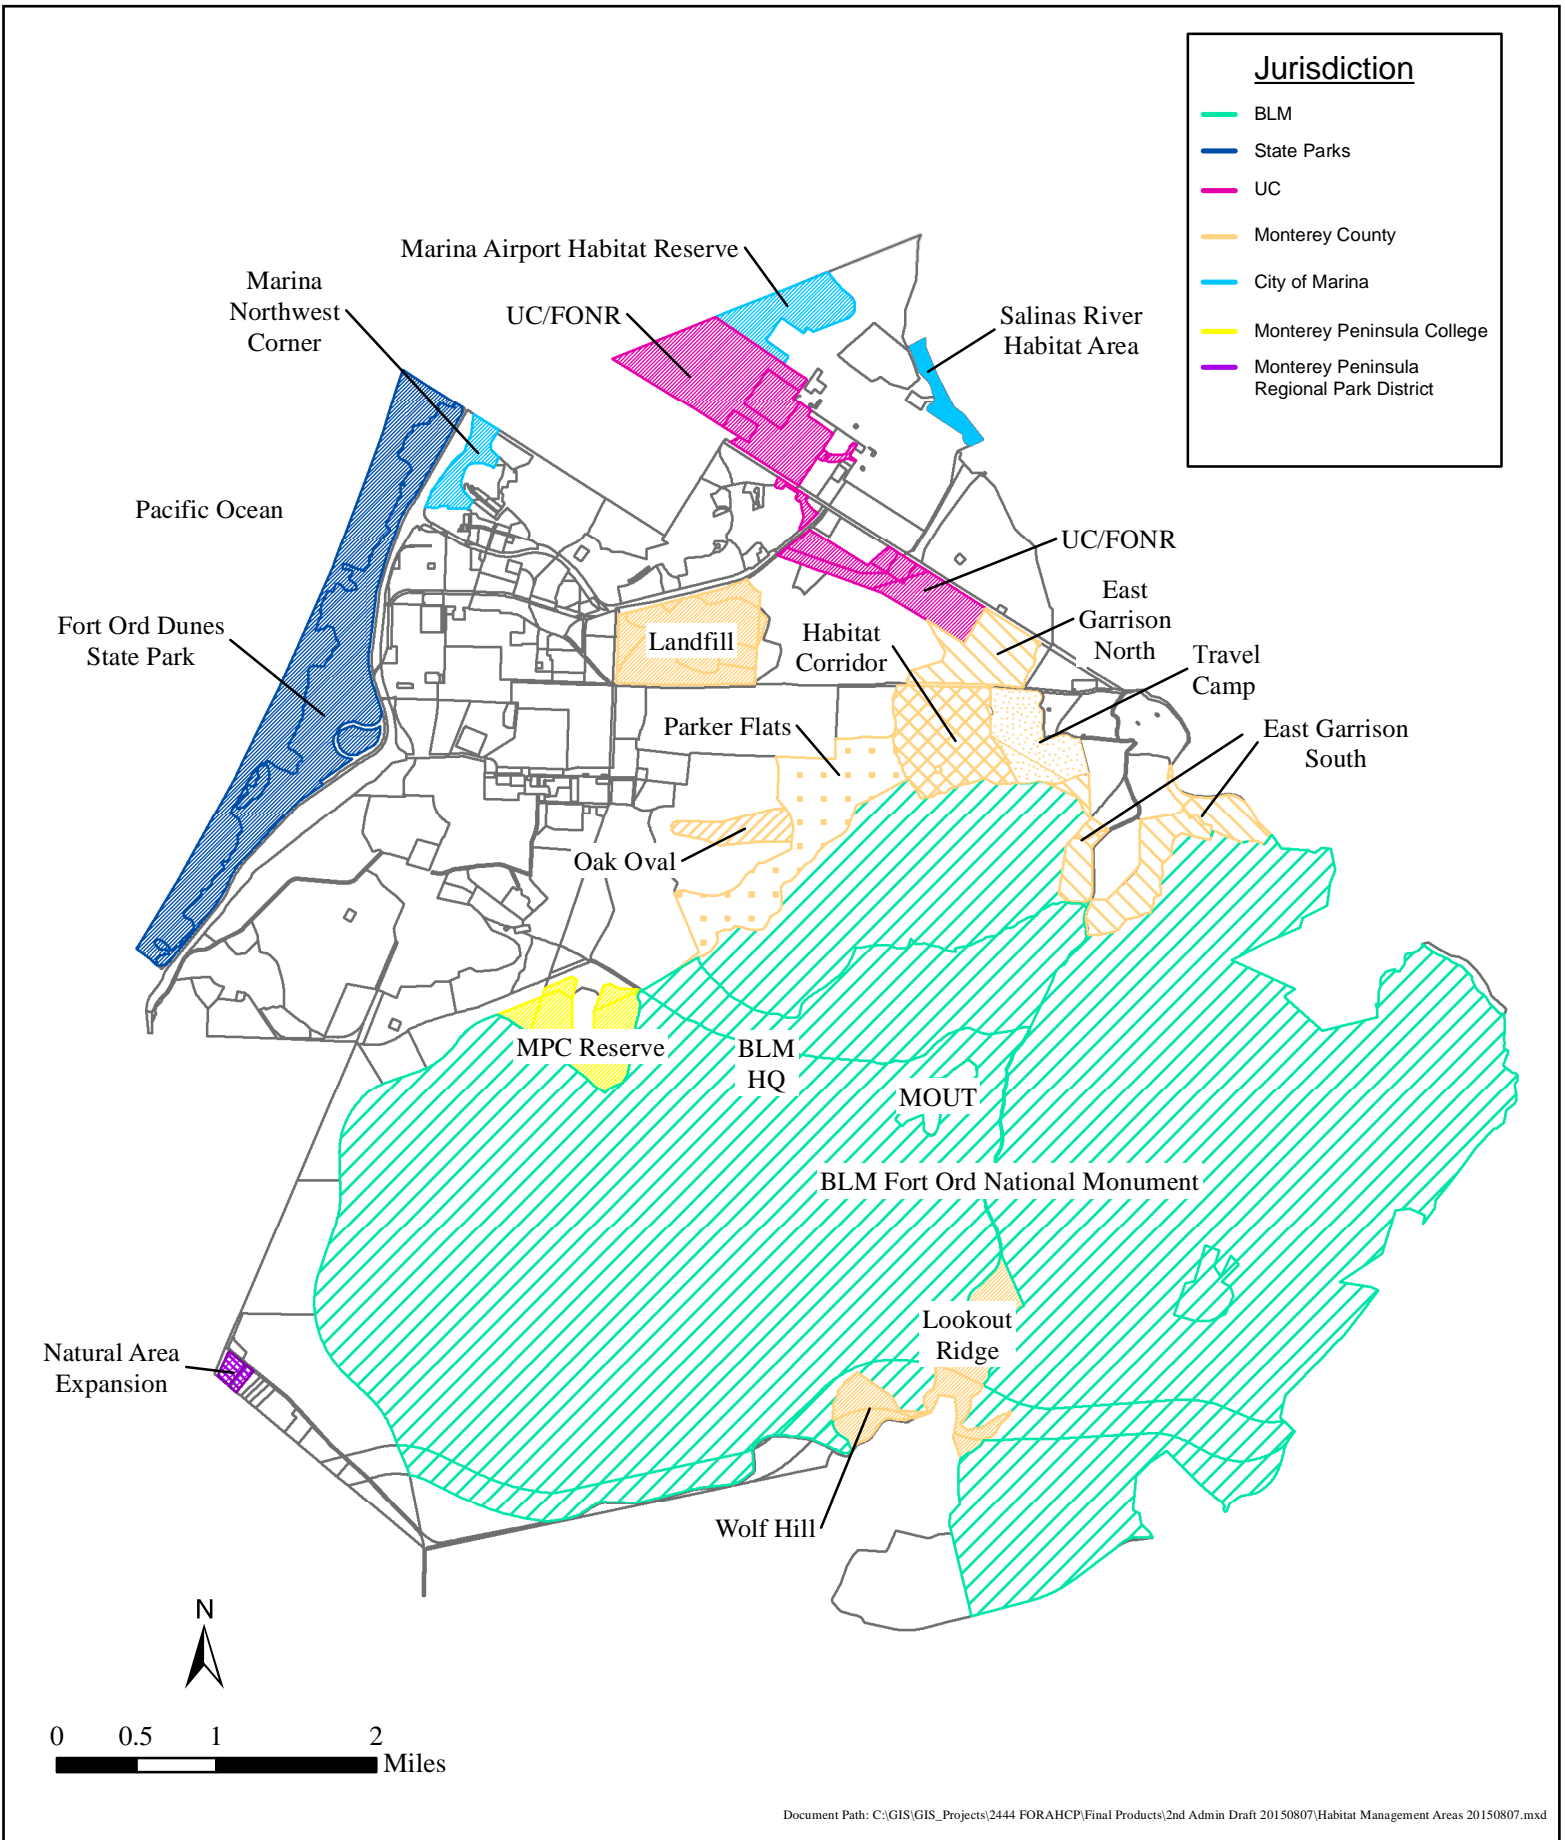 Jurisdiction
BLM
State Parks
UC
Monterey County
City of Marina
Monterey Peninsula College
Monterey Peninsula
Regional Park District
Marina Airport Habitat Reserve
Marina
Northwest
Corner
UC/FONR
Salinas River
Habitat Area
Pacific Ocean
UC/FONR
East
Garrison
North
Fort Ord Dunes
State Park
Landfill
Habitat
Corridor
Travel
Camp
Parker Flats
East Garrison
South
Oak Oval
MPC Reserve
BLM
HQ
MOUT
BLM Fort Ord National Monument
Lookout
Ridge
Natural Area
Expansion
Wolf Hill
N
0 0.5 1 2
Miles
Document Path: C:\GIS\GIS_Projects\2444 FORAHCP\Final Products\2nd Admin Draft 20150807\Habitat Management Areas 20150807.mxd